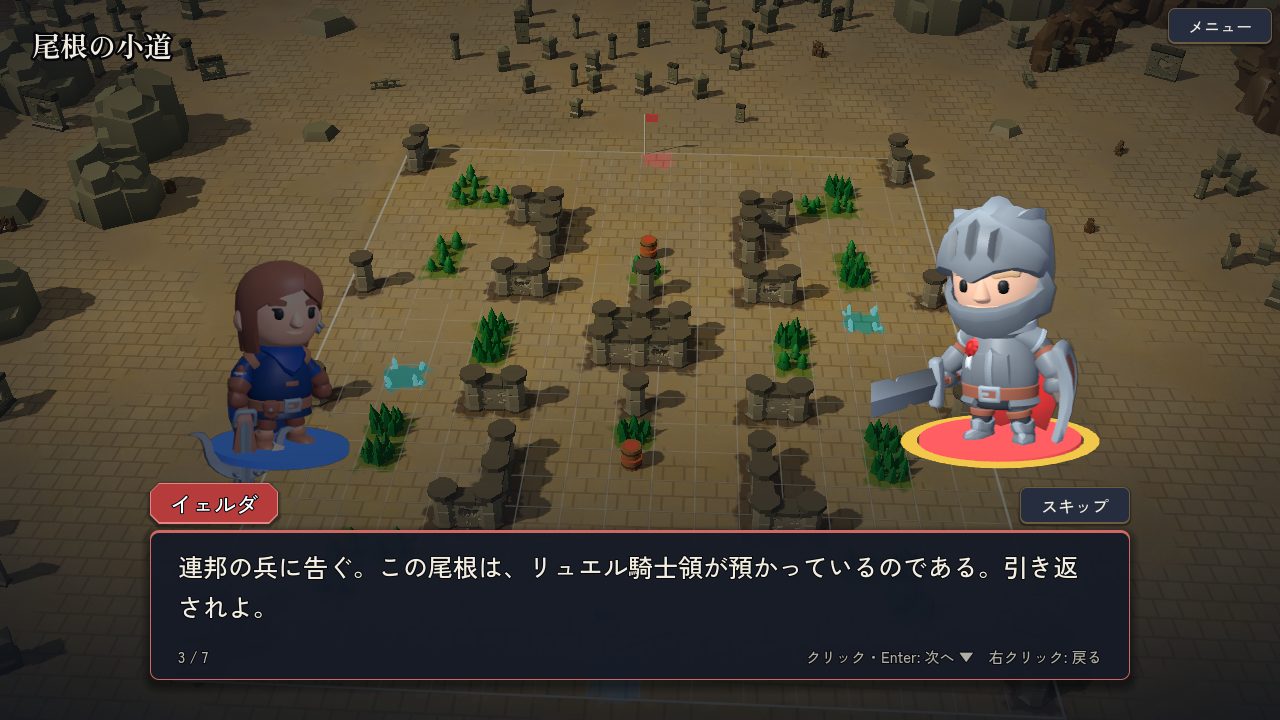 尾根の小道
メニュー
イェルダ
スキップ
連邦の兵に告ぐ。この尾根は、リュエル騎士領が預かっているのである。引き返
されよ。
3 / 7
クリック・Enter: 次へ ▼ 右クリック: 戻る